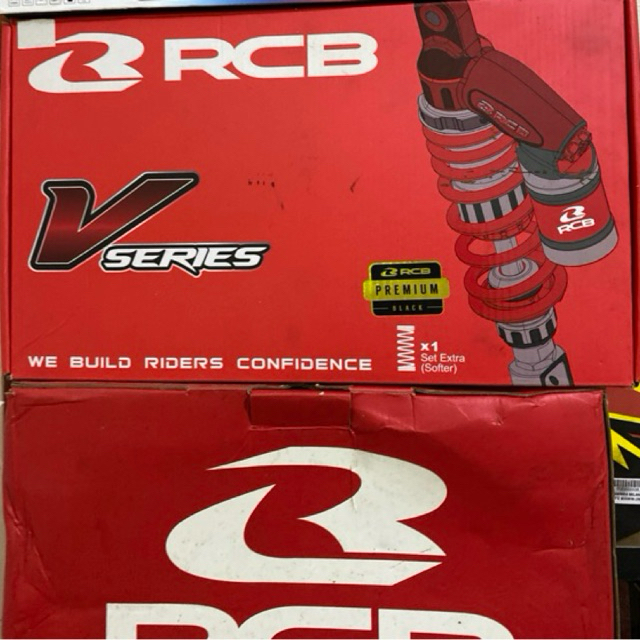 RCB
RCB
V SERIES
RCB
RCB
PREMIUM
BLACK
x1
Set Extra
(Softer)
WE BUILD RIDERS CONFIDENCE
RCB